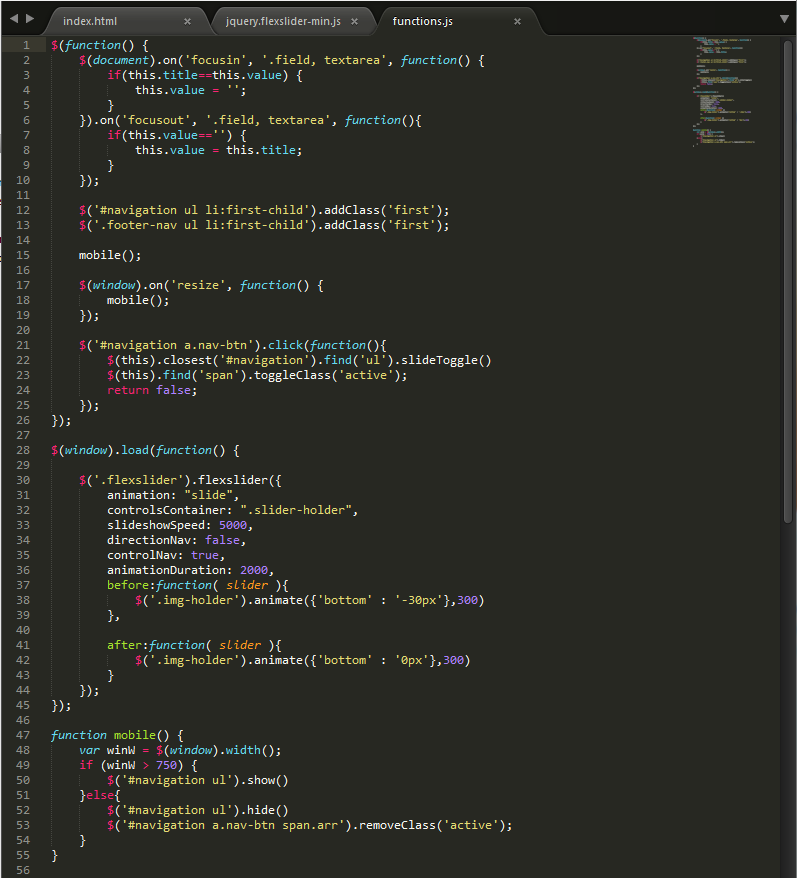 index.html × jquery.flexslider-min.js × functions.js ×
1 $(function() {
2     $(document).on('focusin', '.field, textarea', function() {
3         if(this.title==this.value) {
4             this.value = '';
5         }
6     }).on('focusout', '.field, textarea', function(){
7         if(this.value=='') {
8             this.value = this.title;
9         }
10     });
11
12     $('#navigation ul li:first-child').addClass('first');
13     $('.footer-nav ul li:first-child').addClass('first');
14
15     mobile();
16
17     $(window).on('resize', function() {
18         mobile();
19     });
20
21     $('#navigation a.nav-btn').click(function(){
22         $(this).closest('#navigation').find('ul').slideToggle()
23         $(this).find('span').toggleClass('active');
24         return false;
25     });
26 });
27
28 $(window).load(function() {
29
30     $('.flexslider').flexslider({
31         animation: "slide",
32         controlsContainer: ".slider-holder",
33         slideshowSpeed: 5000,
34         directionNav: false,
35         controlNav: true,
36         animationDuration: 2000,
37         before:function( slider ){
38             $('.img-holder').animate({'bottom' : '-30px'},300)
39         },
40
41         after:function( slider ){
42             $('.img-holder').animate({'bottom' : '0px'},300)
43         }
44     });
45 });
46
47 function mobile() {
48     var winW = $(window).width();
49     if (winW > 750) {
50         $('#navigation ul').show()
51     }else{
52         $('#navigation ul').hide()
53         $('#navigation a.nav-btn span.arr').removeClass('active');
54     }
55 }
56